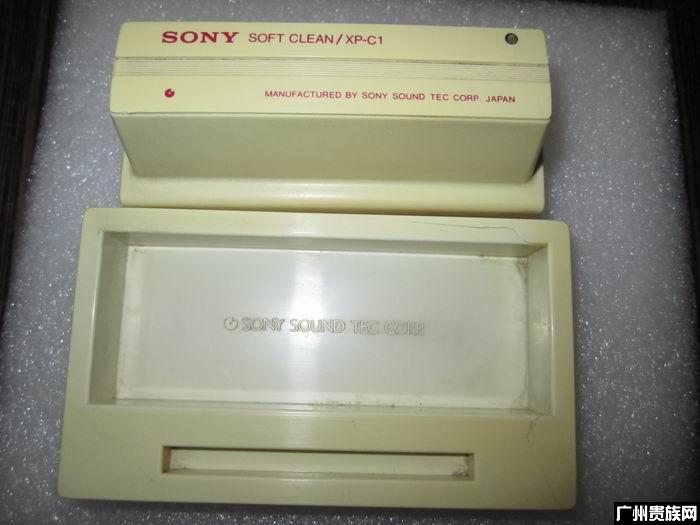 SONY SOFT CLEAN/XP-C1
MANUFACTURED BY SONY SOUND TEC CORP. JAPAN
SONY SOUND TEC CORP.
广州贵族网